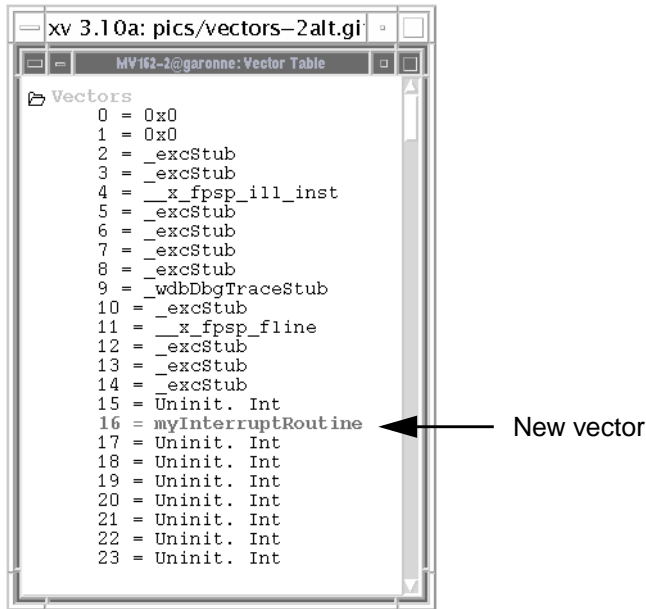 xv 3.10a: pics/vectors-2alt.gi
MV162-2@garonne: Vector Table
Vectors
0 = 0x0
1 = 0x0
2 = _excStub
3 = _excStub
4 = __x_fpsp_ill_inst
5 = _excStub
6 = _excStub
7 = _excStub
8 = _excStub
9 = _wdbDbgTraceStub
10 = _excStub
11 = __x_fpsp_fline
12 = _excStub
13 = _excStub
14 = _excStub
15 = Uninit. Int
16 = myInterruptRoutine
New vector
17 = Uninit. Int
18 = Uninit. Int
19 = Uninit. Int
20 = Uninit. Int
21 = Uninit. Int
22 = Uninit. Int
23 = Uninit. Int